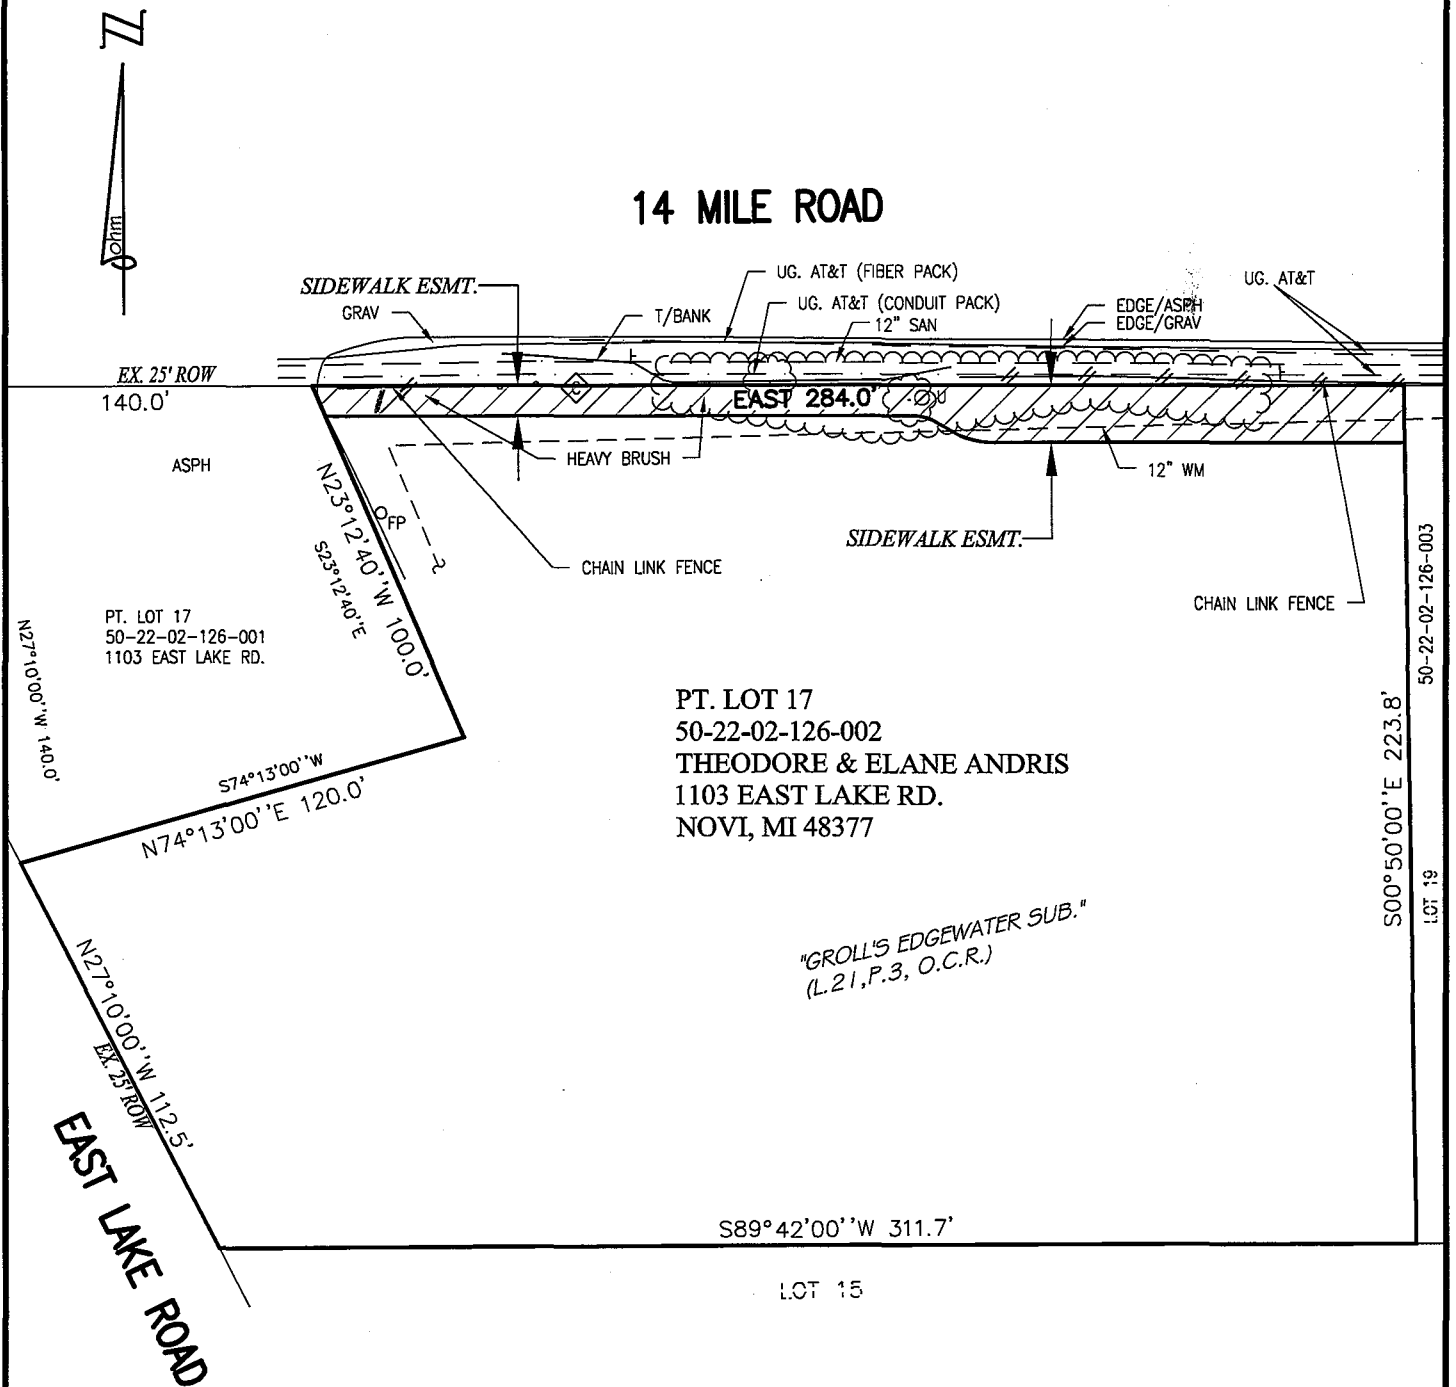 N
ohm
14 MILE ROAD
SIDEWALK ESMT.
GRAV
T/BANK
UG. AT&T (FIBER PACK)
UG. AT&T (CONDUIT PACK)
12" SAN
EDGE/ASPH
EDGE/GRAV
UG. AT&T
EX. 25' ROW
140.0'
EAST 284.0'
U
ASPH
HEAVY BRUSH
12" WM
FP
N23°12'40''W 100.0'
S23°12'40''E
SIDEWALK ESMT.
CHAIN LINK FENCE
CHAIN LINK FENCE
50-22-02-126-003
PT. LOT 17
50-22-02-126-001
1103 EAST LAKE RD.
N27°10'00''W 140.0'
PT. LOT 17
50-22-02-126-002
THEODORE & ELANE ANDRIS
1103 EAST LAKE RD.
NOVI, MI 48377
S74°13'00''W
N74°13'00''E 120.0'
S00°50'00''E 223.8'
LOT 19
"GROLL'S EDGEWATER SUB."
(L.21,P.3, O.C.R.)
N27°10'00''W 112.5'
EX. 25' ROW
EAST LAKE ROAD
S89°42'00''W 311.7'
LOT 15